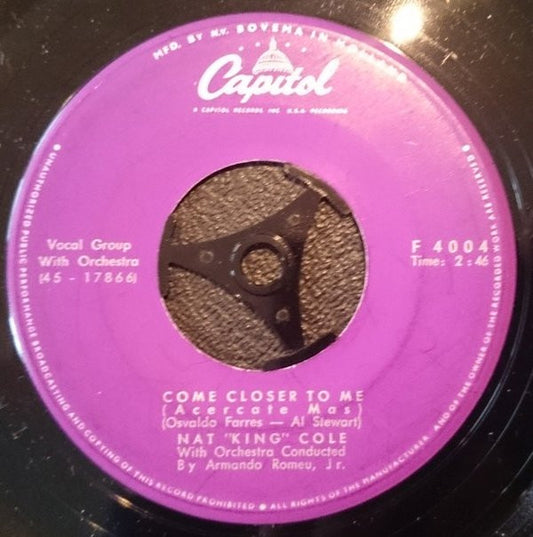 MFD. BY N.V. BOVEMA IN HOLLAND
Capitol
A CAPITOL RECORDS INC U.S.A RECORDING
Vocal Group
With Orchestra
(45 - 17866)
F 4004
Time: 2:46
COME CLOSER TO ME
(Acercate Mas)
(Osvaldo Farres — Al Stewart)
NAT "KING" COLE
With Orchestra Conducted
By Armando Romeu, Jr.
• UNAUTHORIZED PUBLIC PERFORMANCE BROADCASTING AND COPYING OF THIS RECORD PROHIBITED • ALL RIGHTS OF THE MANUFACTURER AND OF THE OWNER OF THE RECORDED WORK ARE RESERVED •